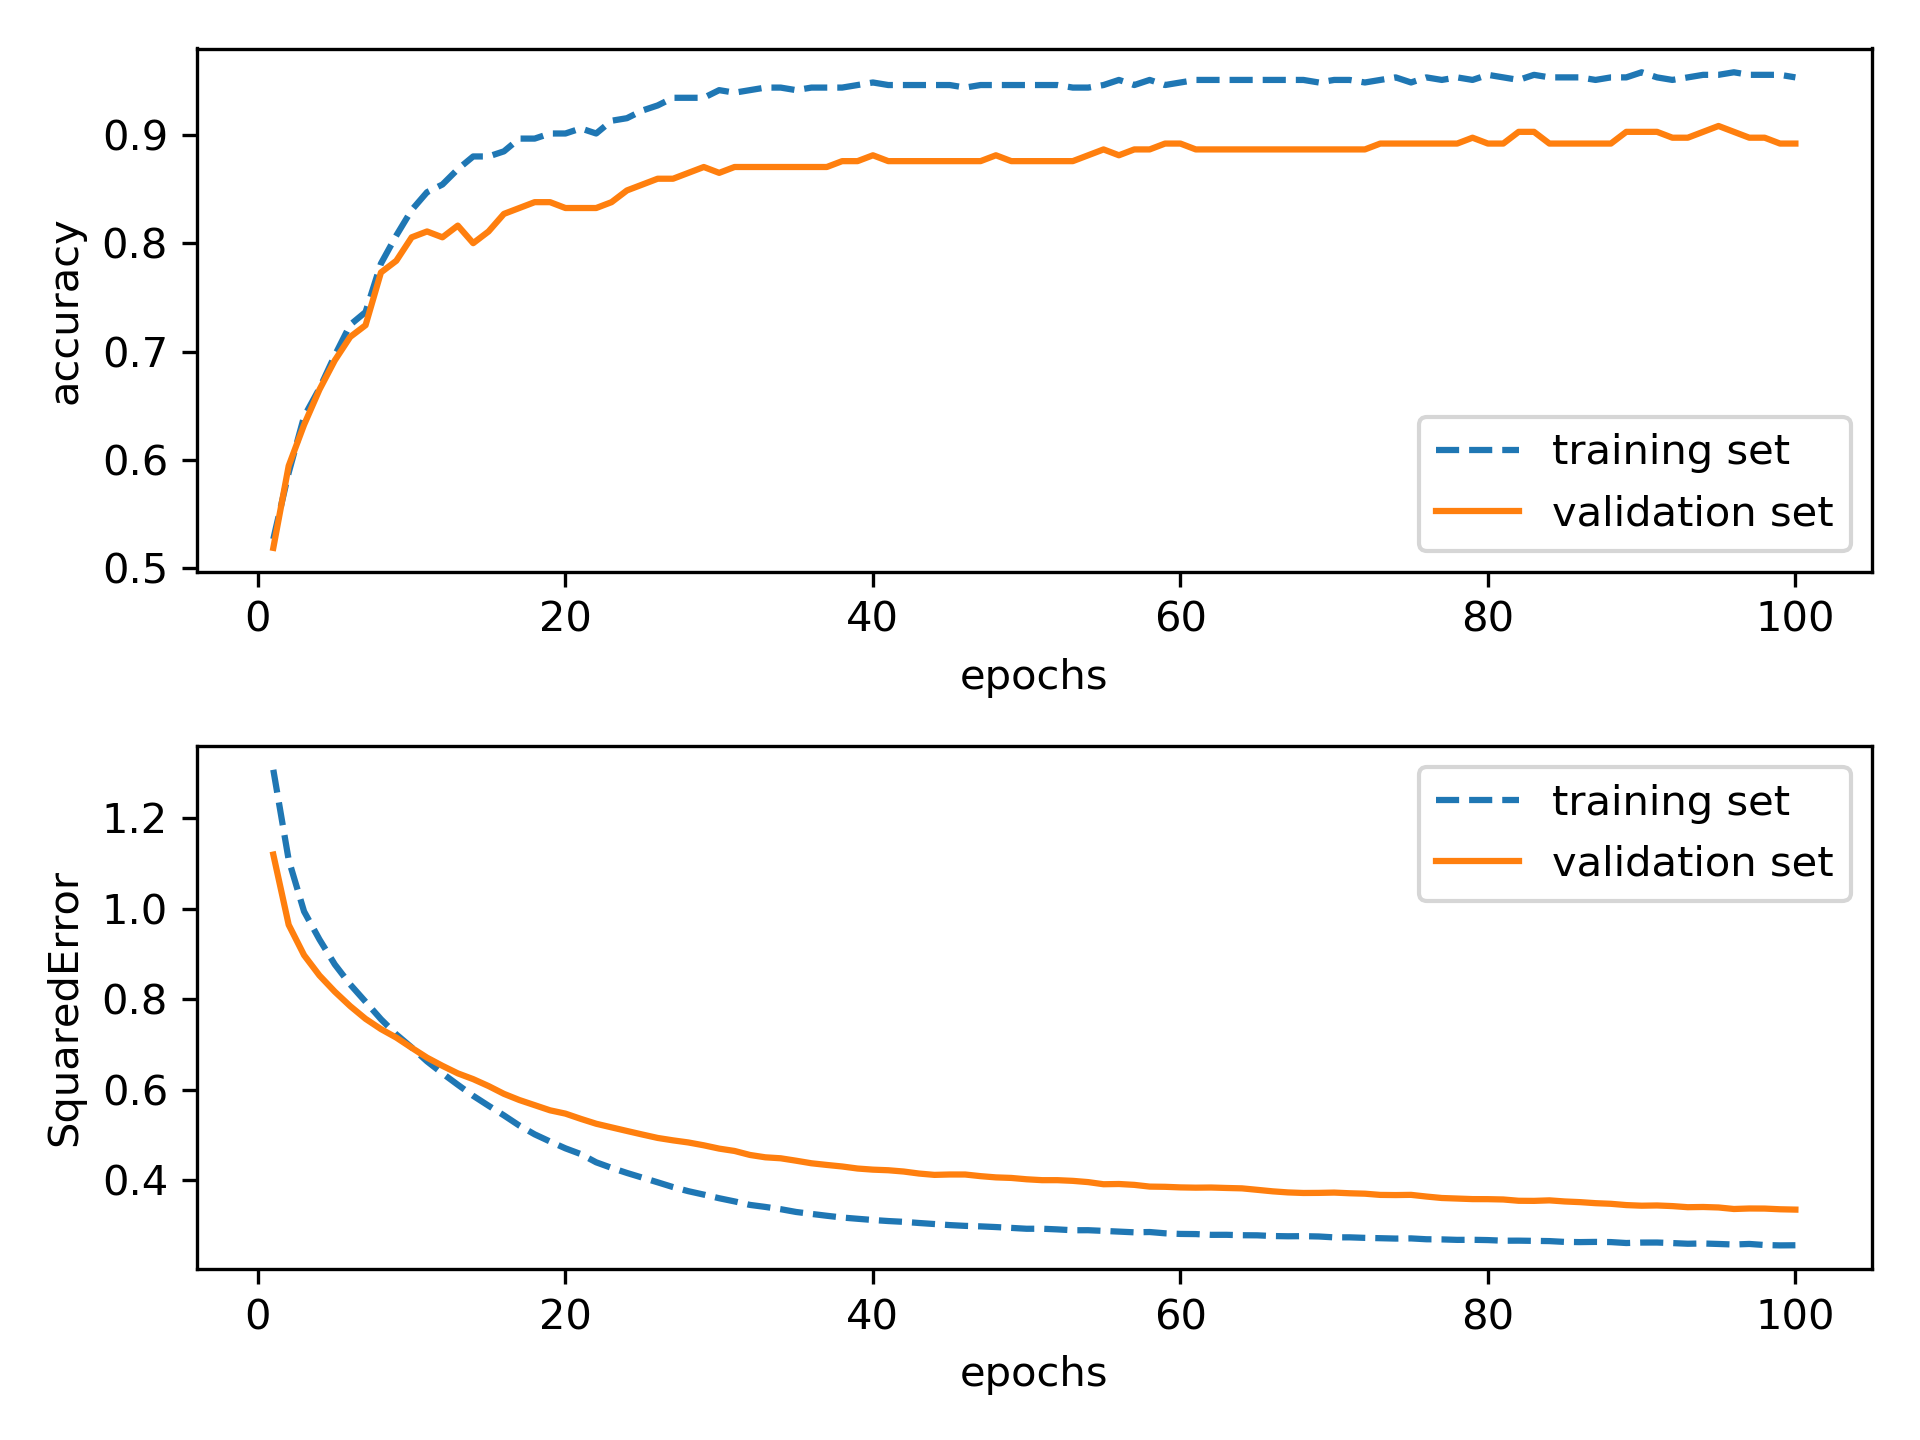 accuracy
0.9
0.8
0.7
0.6
0.5
training set
validation set
0 20 40 60 80 100
epochs
SquaredError
1.2
1.0
0.8
0.6
0.4
training set
validation set
0 20 40 60 80 100
epochs